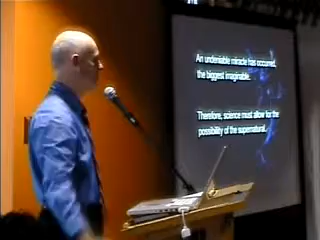 An undeniable miracle has occurred,
the biggest imaginable.
Therefore, science must allow for the
possibility of the supernatural.